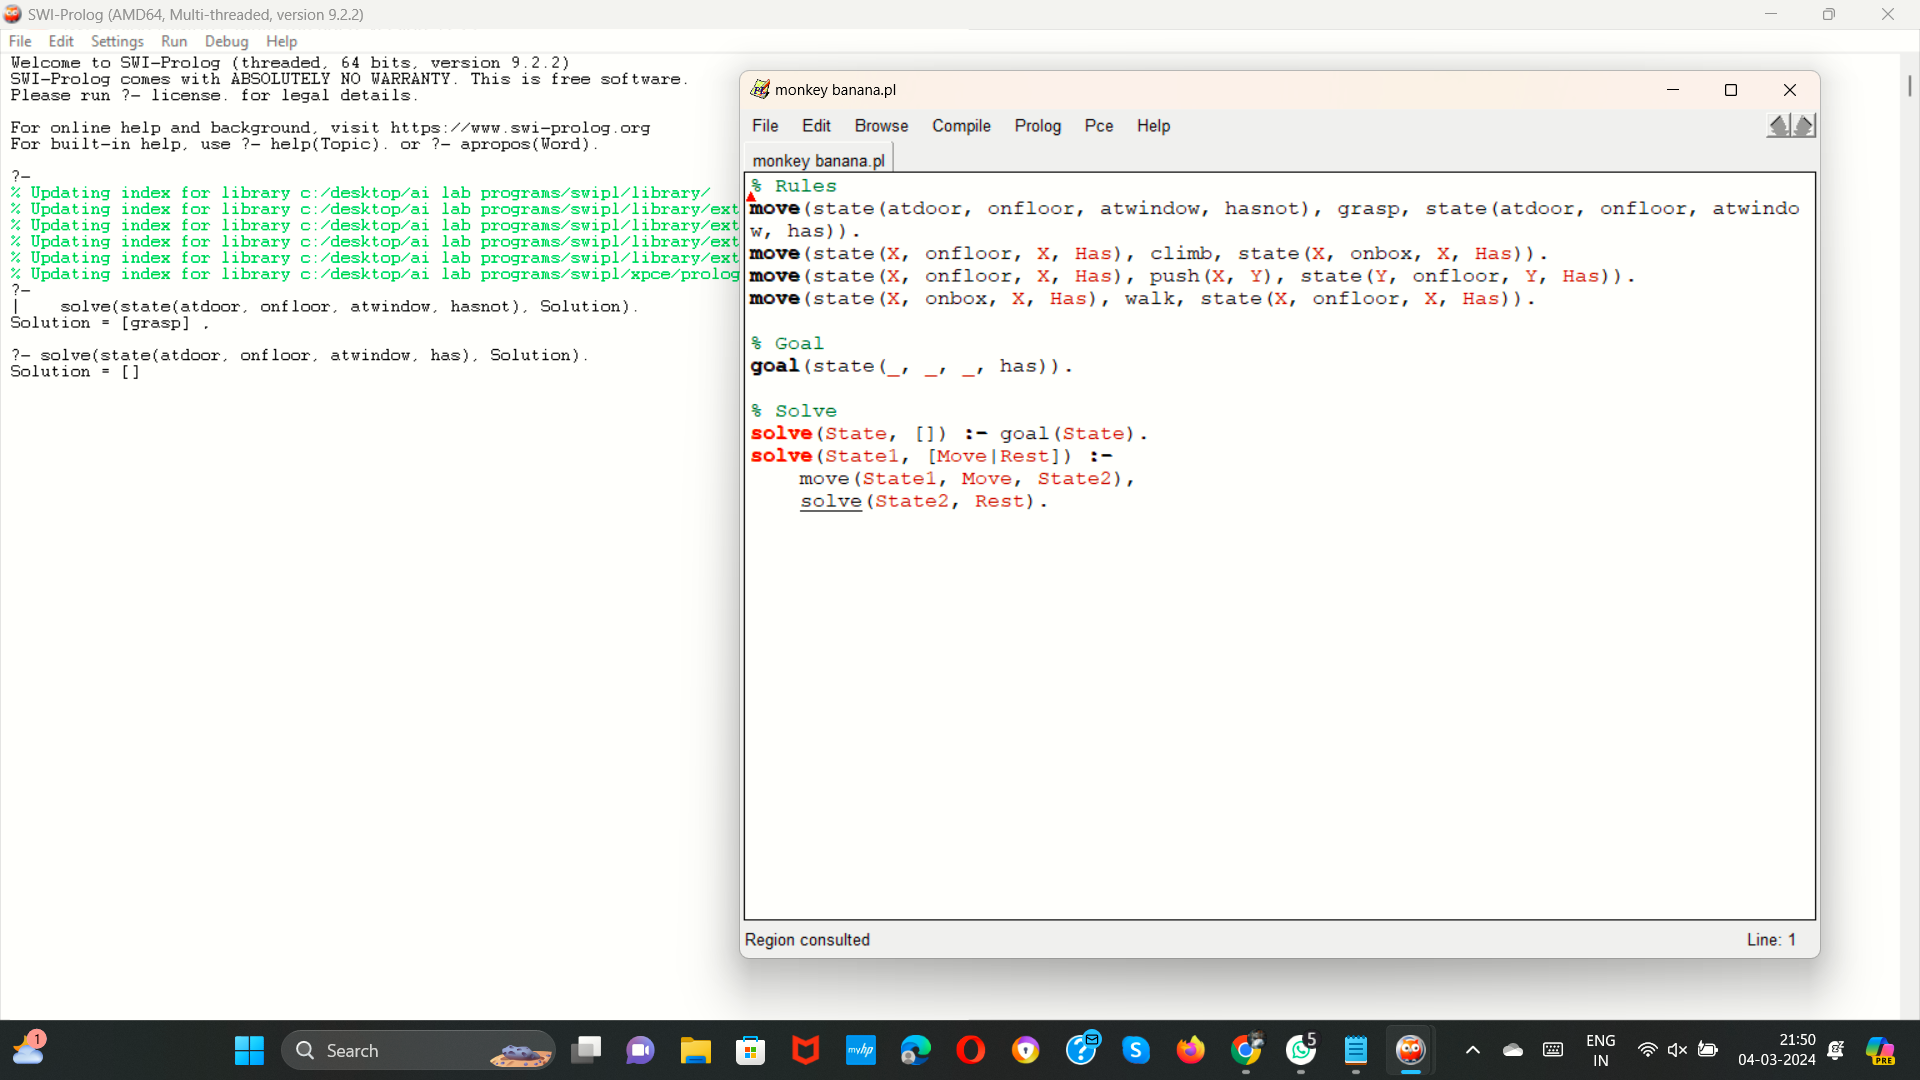 SWI-Prolog (AMD64, Multi-threaded, version 9.2.2)
File Edit Settings Run Debug Help
Welcome to SWI-Prolog (threaded, 64 bits, version 9.2.2)
SWI-Prolog comes with ABSOLUTELY NO WARRANTY. This is free software.
Please run ?- license. for legal details.
For online help and background, visit https://www.swi-prolog.org
For built-in help, use ?- help(Topic). or ?- apropos(Word).
?-
% Updating index for library c:/desktop/ai lab programs/swipl/library/
% Updating index for library c:/desktop/ai lab programs/swipl/library/ext
% Updating index for library c:/desktop/ai lab programs/swipl/library/ext
% Updating index for library c:/desktop/ai lab programs/swipl/library/ext
% Updating index for library c:/desktop/ai lab programs/swipl/library/ext
% Updating index for library c:/desktop/ai lab programs/swipl/xpce/prolog
?-
| solve(state(atdoor, onfloor, atwindow, hasnot), Solution).
Solution = [grasp] ,
?- solve(state(atdoor, onfloor, atwindow, has), Solution).
Solution = []
monkey banana.pl
File Edit Browse Compile Prolog Pce Help
monkey banana.pl
% Rules
move(state(atdoor, onfloor, atwindow, hasnot), grasp, state(atdoor, onfloor, atwindo
w, has)).
move(state(X, onfloor, X, Has), climb, state(X, onbox, X, Has)).
move(state(X, onfloor, X, Has), push(X, Y), state(Y, onfloor, Y, Has)).
move(state(X, onbox, X, Has), walk, state(X, onfloor, X, Has)).
% Goal
goal(state(_, _, _, has)).
% Solve
solve(State, []) :- goal(State).
solve(State1, [Move|Rest]) :-
move(State1, Move, State2),
solve(State2, Rest).
Region consulted
Line: 1
1
Search
myhp
5
ENG
IN
21:50
04-03-2024
PRE